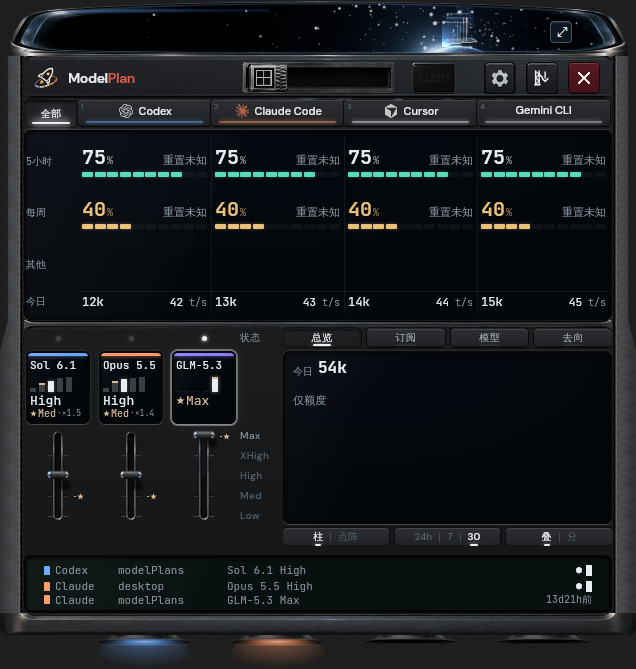 ModelPlan ALERT
全部 1 Codex 2 Claude Code 3 Cursor 4 Gemini CLI
5小时 75% 重置未知 75% 重置未知 75% 重置未知 75% 重置未知
每周 40% 重置未知 40% 重置未知 40% 重置未知 40% 重置未知
其他
今日 12k 42 t/s 13k 43 t/s 14k 44 t/s 15k 45 t/s
状态 总览 订阅 模型 去向
Sol 6.1 Opus 5.5 GLM-5.3
High High ★Max
★Med·×1.5 ★Med·×1.4
今日 54k
仅额度
Max
XHigh
High
Med
Low
柱 | 点阵 24h | 7 | 30 叠 | 分
Codex modelPlans Sol 6.1 High
Claude desktop Opus 5.5 High
Claude modelPlans GLM-5.3 Max 13d21h前